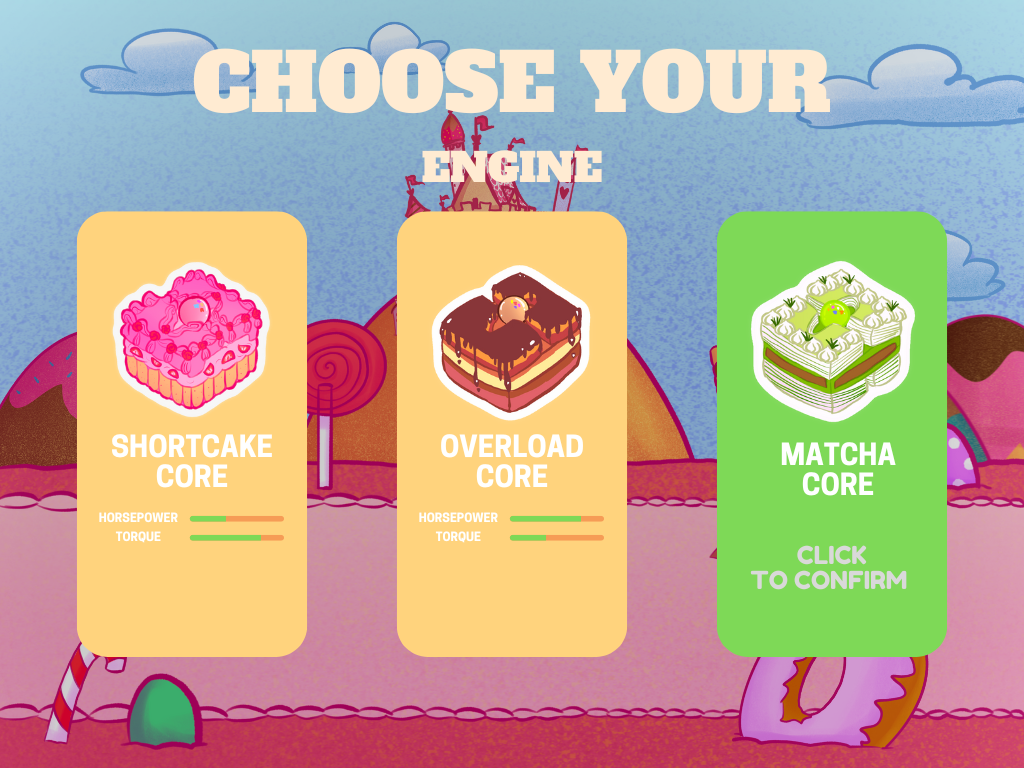 CHOOSE YOUR
ENGINE
SHORTCAKE
CORE
HORSEPOWER
TORQUE
OVERLOAD
CORE
HORSEPOWER
TORQUE
MATCHA
CORE
CLICK
TO CONFIRM